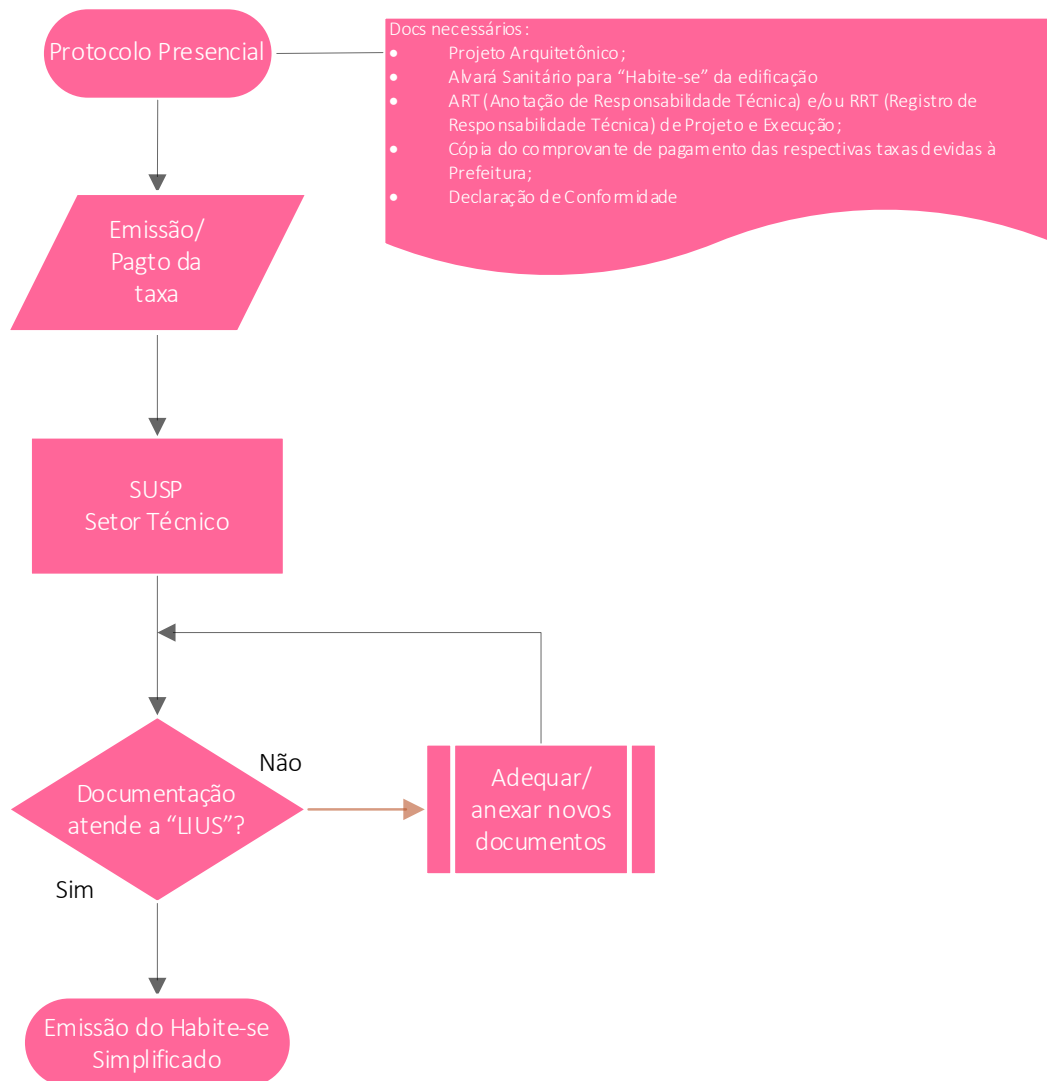 Protocolo Presencial
Docs necessários:
● Projeto Arquitetônico;
● Alvará Sanitário para “Habite-se” da edificação
● ART (Anotação de Responsabilidade Técnica) e/ou RRT (Registro de
Responsabilidade Técnica) de Projeto e Execução;
● Cópia do comprovante de pagamento das respectivas taxas devidas à
Prefeitura;
● Declaração de Conformidade
Emissão/
Pagto da
taxa
SUSP
Setor Técnico
Documentação
atende a “LIUS”?
Não
Adequar/
anexar novos
documentos
Sim
Emissão do Habite-se
Simplificado